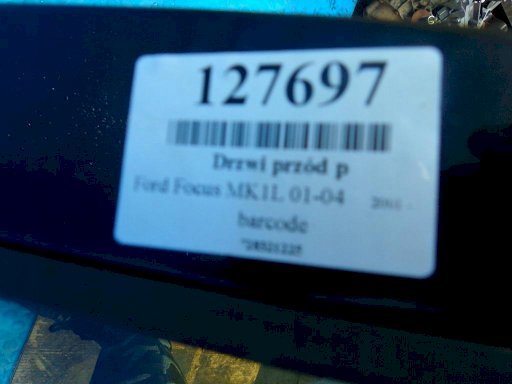 127697
Drzwi przód p
Ford Focus MK1L 01-04
barcode